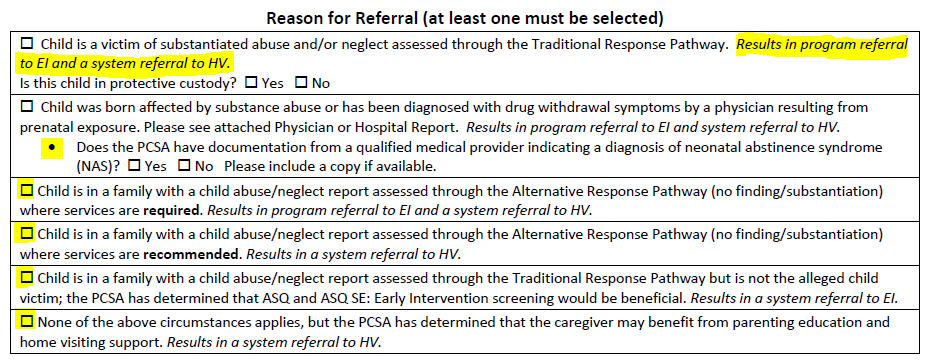 Reason for Referral (at least one must be selected)
☐ Child is a victim of substantiated abuse and/or neglect assessed through the Traditional Response Pathway. Results in program referral
to EI and a system referral to HV.
Is this child in protective custody? ☐ Yes ☐ No
☐ Child was born affected by substance abuse or has been diagnosed with drug withdrawal symptoms by a physician resulting from
prenatal exposure. Please see attached Physician or Hospital Report. Results in program referral to EI and system referral to HV.
• Does the PCSA have documentation from a qualified medical provider indicating a diagnosis of neonatal abstinence syndrome
(NAS)? ☐ Yes ☐ No Please include a copy if available.
☐ Child is in a family with a child abuse/neglect report assessed through the Alternative Response Pathway (no finding/substantiation)
where services are required. Results in program referral to EI and a system referral to HV.
☐ Child is in a family with a child abuse/neglect report assessed through the Alternative Response Pathway (no finding/substantiation)
where services are recommended. Results in a system referral to HV.
☐ Child is in a family with a child abuse/neglect report assessed through the Traditional Response Pathway but is not the alleged child
victim; the PCSA has determined that ASQ and ASQ SE: Early Intervention screening would be beneficial. Results in a system referral to EI.
☐ None of the above circumstances applies, but the PCSA has determined that the caregiver may benefit from parenting education and
home visiting support. Results in a system referral to HV.